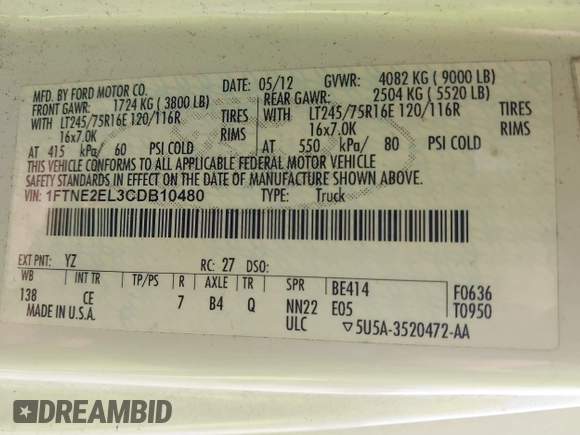 MFD. BY FORD MOTOR CO. DATE: 05/12 GVWR: 4082 KG ( 9000 LB)
FRONT GAWR: 1724 KG ( 3800 LB) REAR GAWR: 2504 KG ( 5520 LB)
WITH LT245/75R16E 120/116R TIRES WITH LT245/75R16E 120/116R TIRES
16x7.0K RIMS 16x7.0K RIMS
AT 415 kPa/ 60 PSI COLD AT 550 kPa/ 80 PSI COLD
THIS VEHICLE CONFORMS TO ALL APPLICABLE FEDERAL MOTOR VEHICLE
SAFETY STANDARDS IN EFFECT ON THE DATE OF MANUFACTURE SHOWN ABOVE.
VIN: 1FTNE2EL3CDB10480 TYPE: Truck
EXT PNT: YZ RC: 27 DSO:
WB INT TR TP/PS R AXLE TR SPR BE414 F0636
138 CE 7 B4 Q NN22 E05 T0950
MADE IN U.S.A. ULC ▽5U5A-3520472-AA
DREAMBID